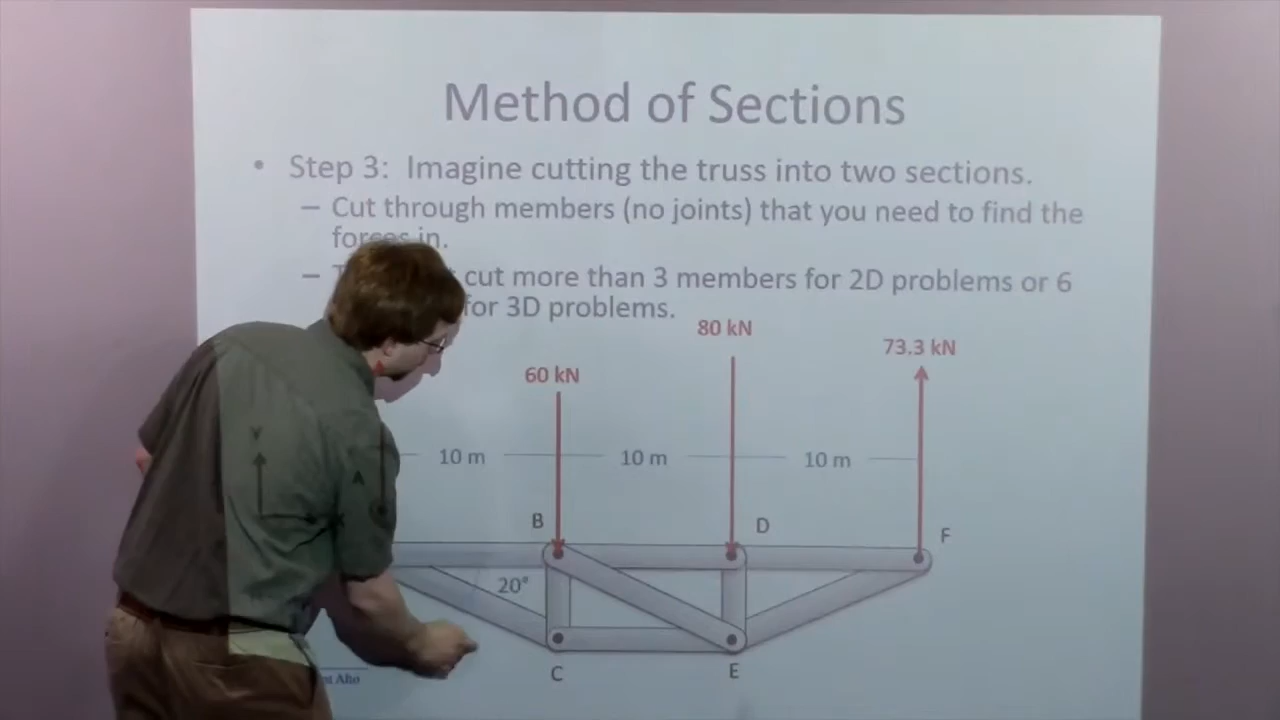 Method of Sections
• Step 3: Imagine cutting the truss into two sections.
– Cut through members (no joints) that you need to find the
forces in.
– cut more than 3 members for 2D problems or 6
for 3D problems.
80 kN
73.3 kN
60 kN
Y
10 m 10 m 10 m
A
X
B D F
20°
C E